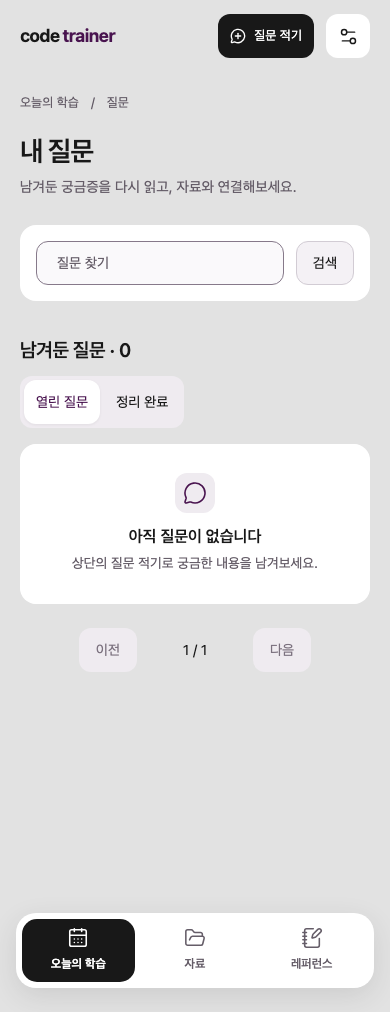 code trainer
질문 적기
오늘의 학습 / 질문
내 질문
남겨둔 궁금증을 다시 읽고, 자료와 연결해보세요.
질문 찾기
검색
남겨둔 질문 · 0
열린 질문
정리 완료
아직 질문이 없습니다
상단의 질문 적기로 궁금한 내용을 남겨보세요.
이전
1 / 1
다음
오늘의 학습
자료
레퍼런스